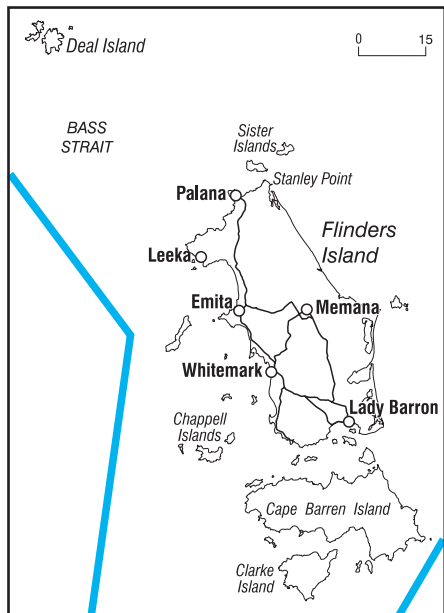 Deal Island
0 15
BASS
STRAIT
Sister
Islands
Stanley Point
Palana
Flinders
Island
Leeka
Emita
Memana
Whitemark
Lady Barron
Chappell
Islands
Cape Barren Island
Clarke
Island